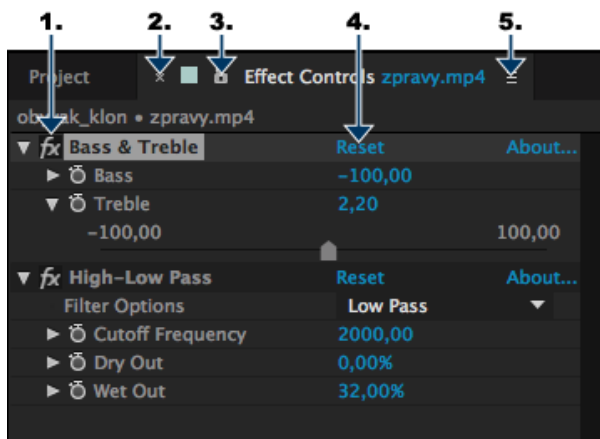 1. 2. 3. 4. 5.
Project × Effect Controls zpravy.mp4
zpravy.mp4
fx Bass & Treble Reset About...
Bass -100,00
Treble 2,20
-100,00 100,00
fx High-Low Pass Reset About...
Filter Options Low Pass
Cutoff Frequency 2000,00
Dry Out 0,00%
Wet Out 32,00%